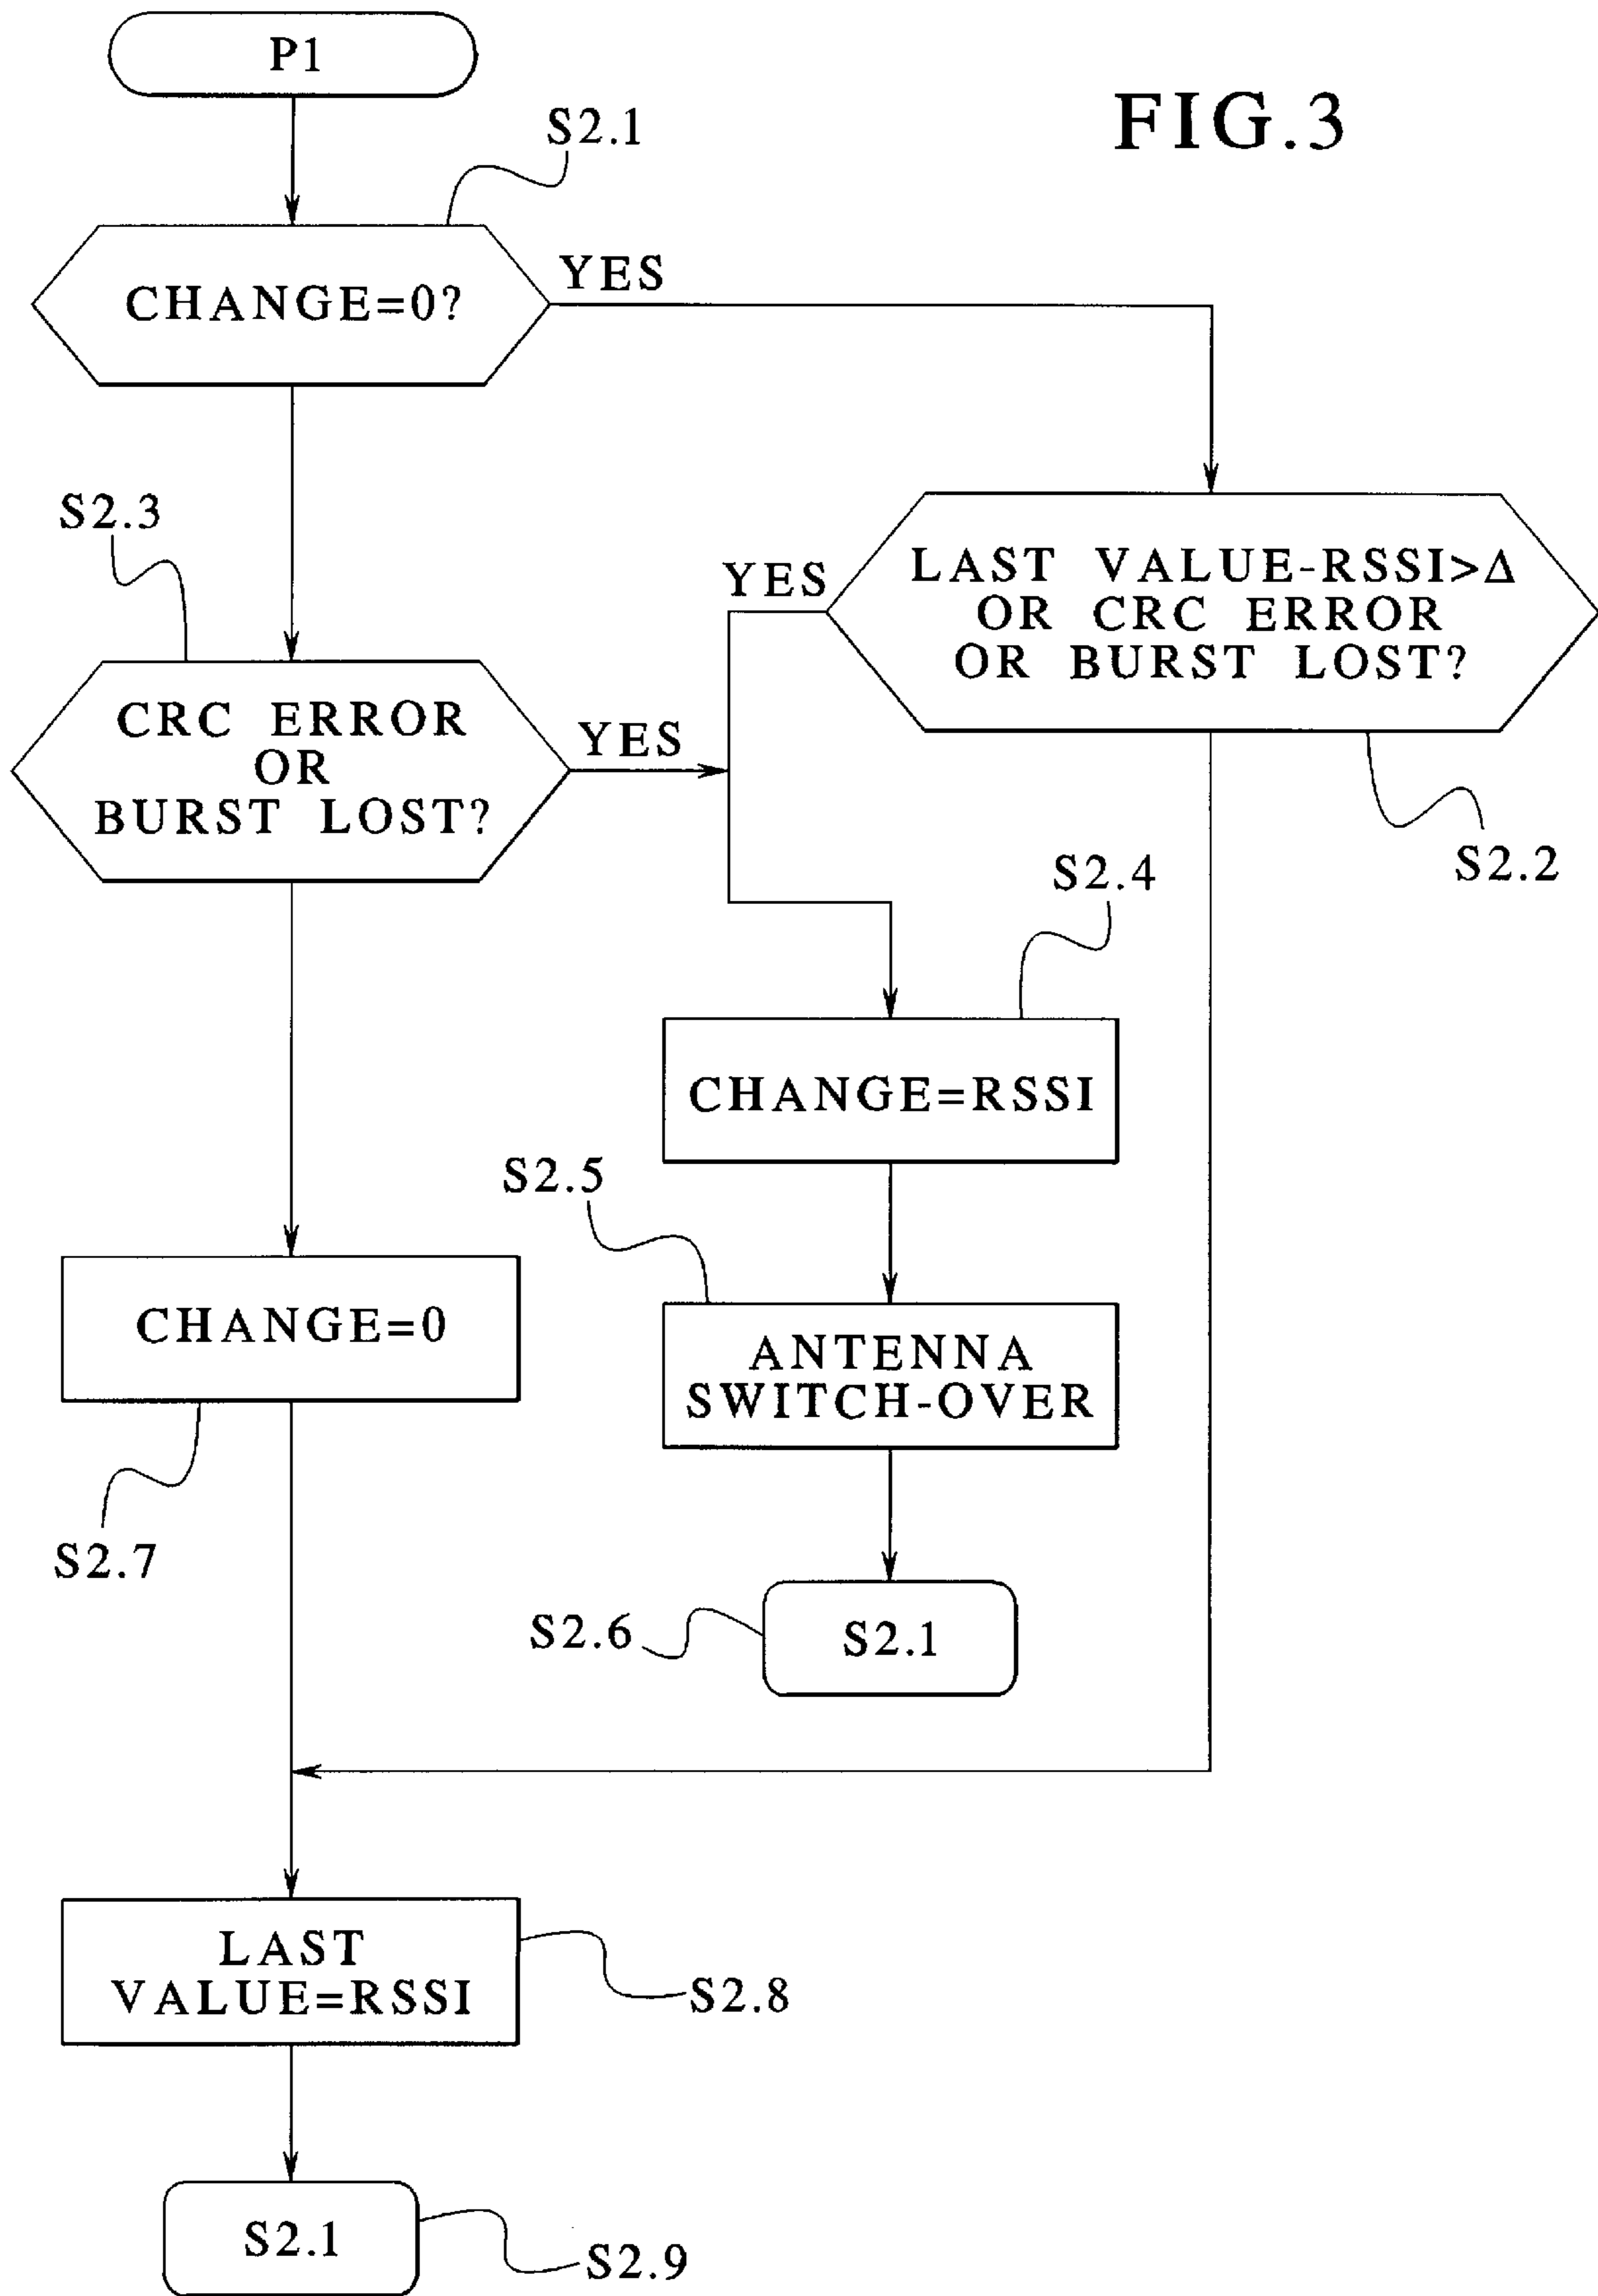 P1
FIG.3
S2.1
CHANGE=0?
YES
S2.3
LAST VALUE-RSSI>Δ
OR CRC ERROR
OR BURST LOST?
YES
S2.2
CRC ERROR
OR
BURST LOST?
YES
S2.4
CHANGE=RSSI
S2.5
ANTENNA
SWITCH-OVER
S2.6
S2.1
CHANGE=0
S2.7
LAST
VALUE=RSSI
S2.8
S2.1
S2.9